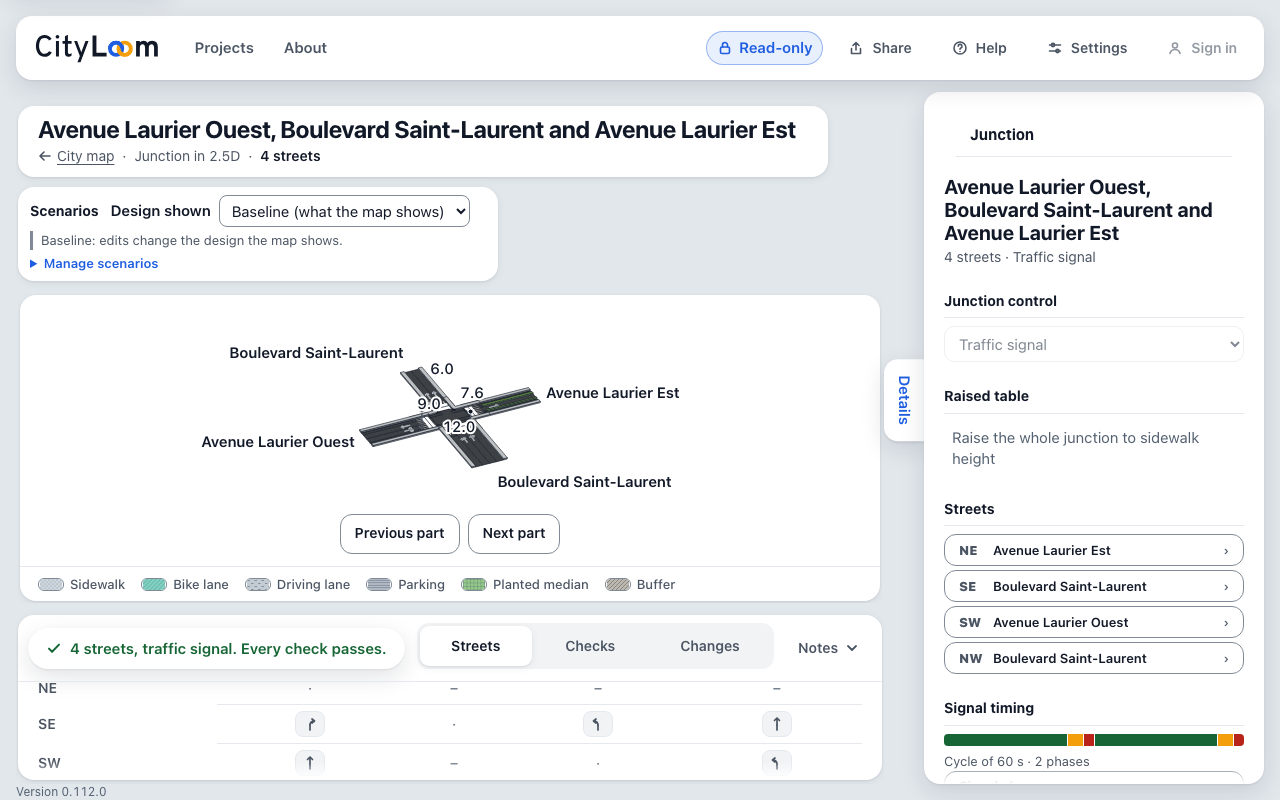 CityLoom
Projects
About
Read-only
Share
Help
Settings
Sign in
Avenue Laurier Ouest, Boulevard Saint-Laurent and Avenue Laurier Est
← City map · Junction in 2.5D · 4 streets
Scenarios Design shown Baseline (what the map shows)
Baseline: edits change the design the map shows.
Manage scenarios
Boulevard Saint-Laurent
6.0
7.6
Avenue Laurier Est
9.0
12.0
Avenue Laurier Ouest
Boulevard Saint-Laurent
Previous part
Next part
Sidewalk
Bike lane
Driving lane
Parking
Planted median
Buffer
4 streets, traffic signal. Every check passes.
Streets
Checks
Changes
Notes
NE · – – –
SE ·
SW – ·
Version 0.112.0
Details
Junction
Avenue Laurier Ouest,
Boulevard Saint-Laurent and
Avenue Laurier Est
4 streets · Traffic signal
Junction control
Traffic signal
Raised table
Raise the whole junction to sidewalk
height
Streets
NE Avenue Laurier Est ›
SE Boulevard Saint-Laurent ›
SW Avenue Laurier Ouest ›
NW Boulevard Saint-Laurent ›
Signal timing
Cycle of 60 s · 2 phases